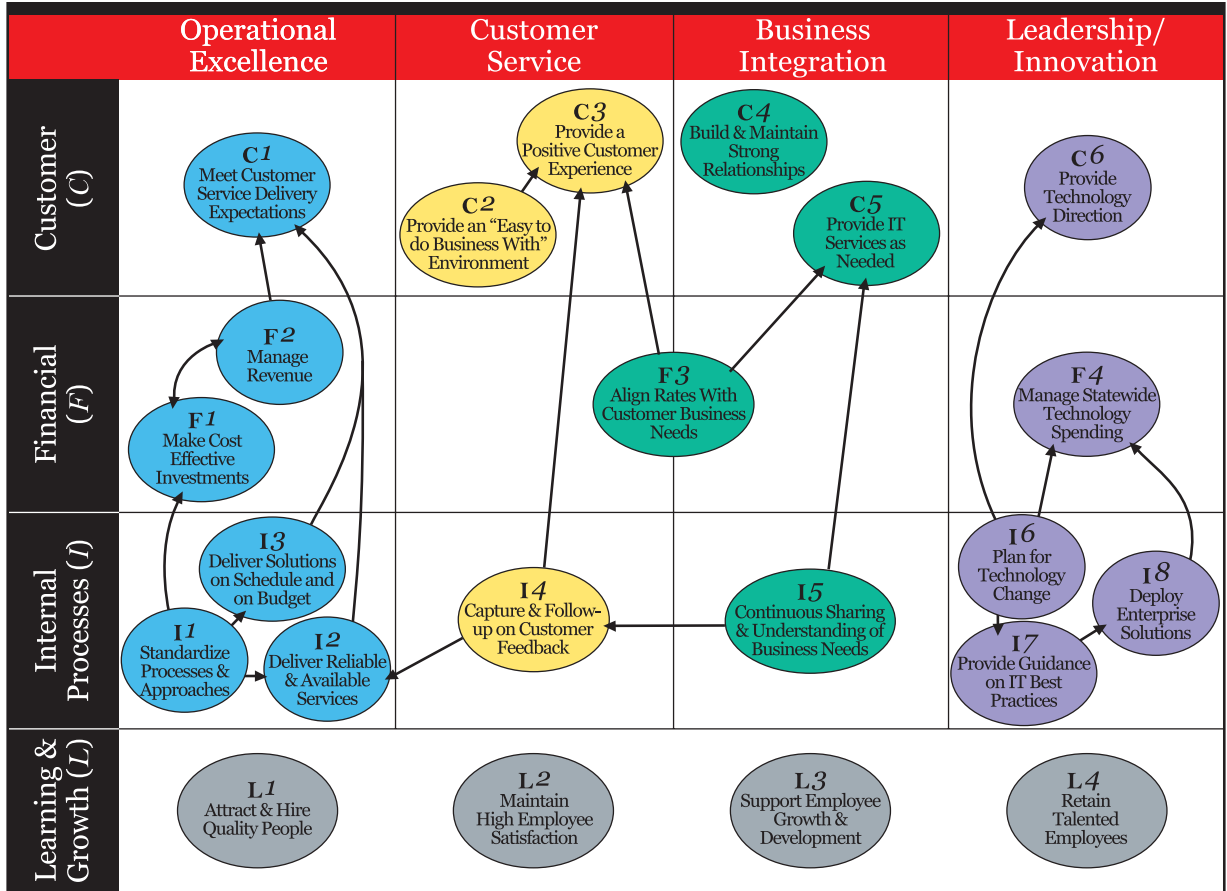 Operational
Excellence
Customer
Service
Business
Integration
Leadership/
Innovation
Customer
(C)
C1
Meet Customer
Service Delivery
Expectations
C2
Provide an “Easy to
do Business With”
Environment
C3
Provide a
Positive Customer
Experience
C4
Build & Maintain
Strong
Relationships
C5
Provide IT
Services as
Needed
C6
Provide
Technology
Direction
Financial
(F)
F2
Manage
Revenue
F1
Make Cost
Effective
Investments
F3
Align Rates With
Customer Business
Needs
F4
Manage Statewide
Technology
Spending
Internal
Processes (I)
I3
Deliver Solutions
on Schedule and
on Budget
I1
Standardize
Processes &
Approaches
I2
Deliver Reliable
& Available
Services
I4
Capture & Follow-
up on Customer
Feedback
I5
Continuous Sharing
& Understanding of
Business Needs
I6
Plan for
Technology
Change
I7
Provide Guidance
on IT Best
Practices
I8
Deploy
Enterprise
Solutions
Learning &
Growth (L)
L1
Attract & Hire
Quality People
L2
Maintain
High Employee
Satisfaction
L3
Support Employee
Growth &
Development
L4
Retain
Talented
Employees